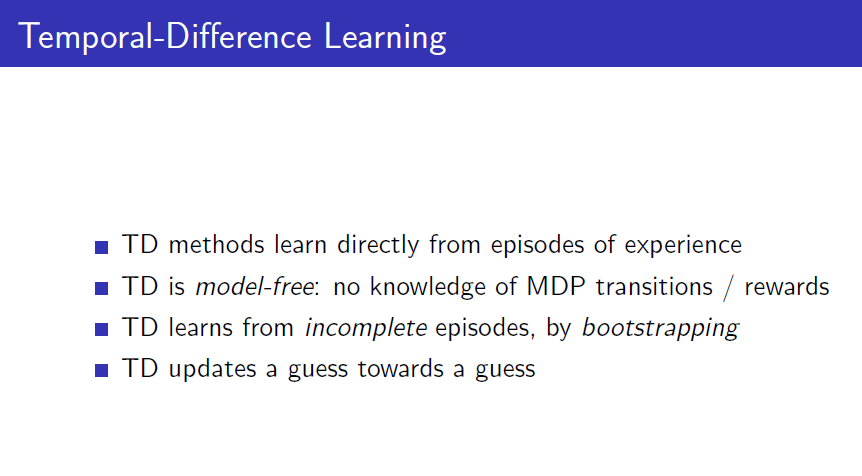 Temporal-Difference Learning
TD methods learn directly from episodes of experience
TD is model-free: no knowledge of MDP transitions / rewards
TD learns from incomplete episodes, by bootstrapping
TD updates a guess towards a guess